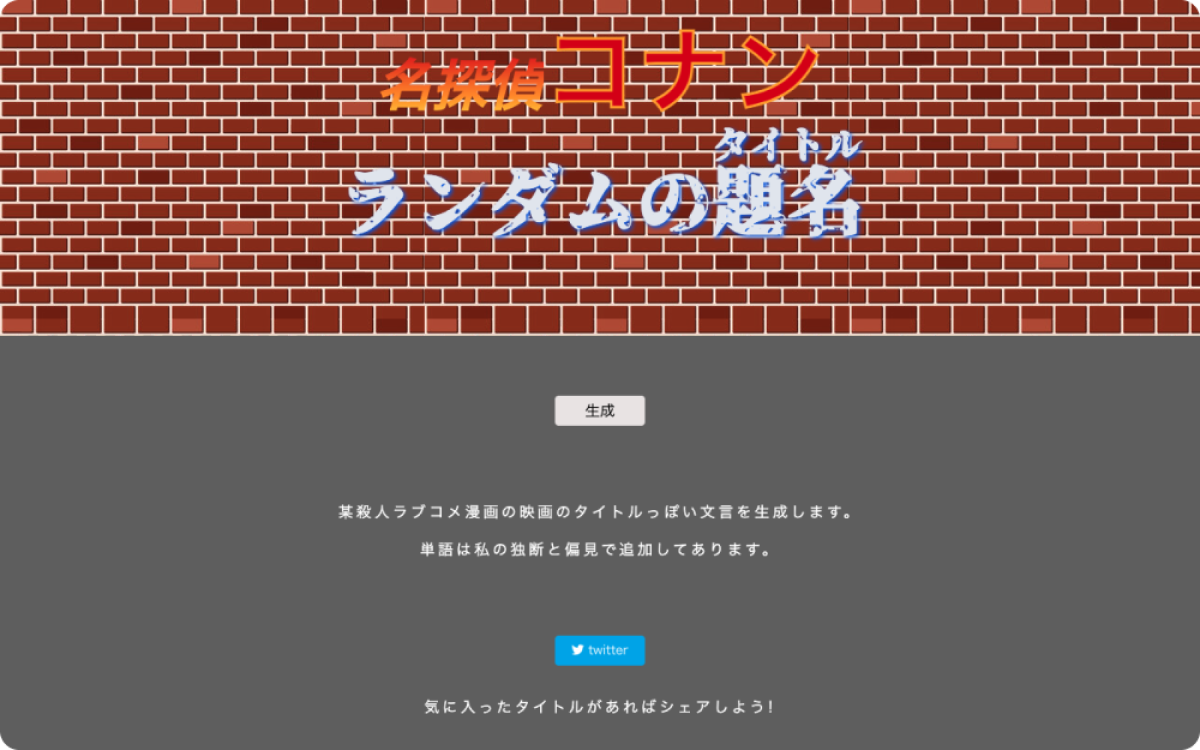 名探偵コナン
タイトル
ランダムの題名
生成
某殺人ラブコメ漫画の映画のタイトルっぽい文言を生成します。
単語は私の独断と偏見で追加してあります。
twitter
気に入ったタイトルがあればシェアしよう!